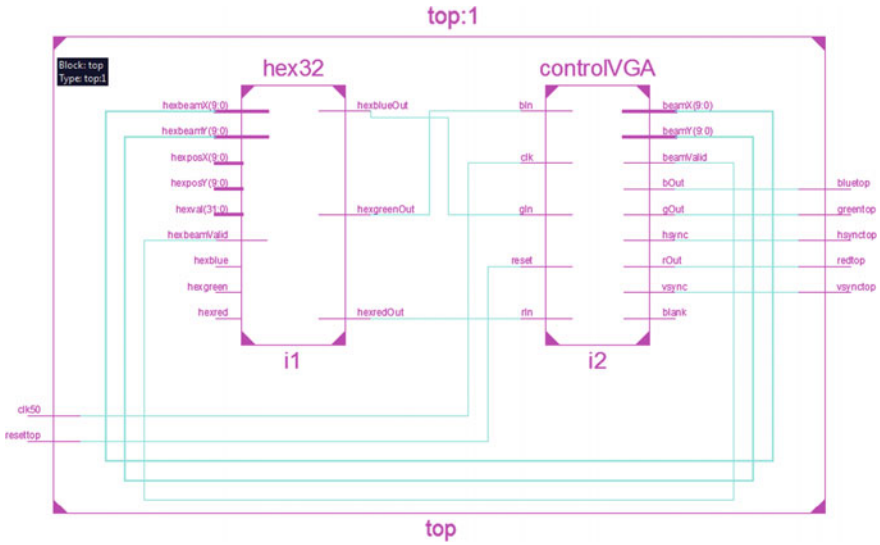 top:1
Block: top
Type: top:1
hex32
controlVGA
hexbeamX(9:0)
hexblueOut
bIn
beamX(9:0)
hexbeamY(9:0)
beamY(9:0)
hexposX(9:0)
clk
beamValid
hexposY(9:0)
bOut
bluetop
hexval(31:0)
hexgreenOut
gIn
gOut
greentop
hexbeamValid
hsync
hsynctop
hexblue
reset
rOut
redtop
hexgreen
vsync
vsynctop
hexred
hexredOut
rIn
blank
i1
i2
clk50
resettop
top